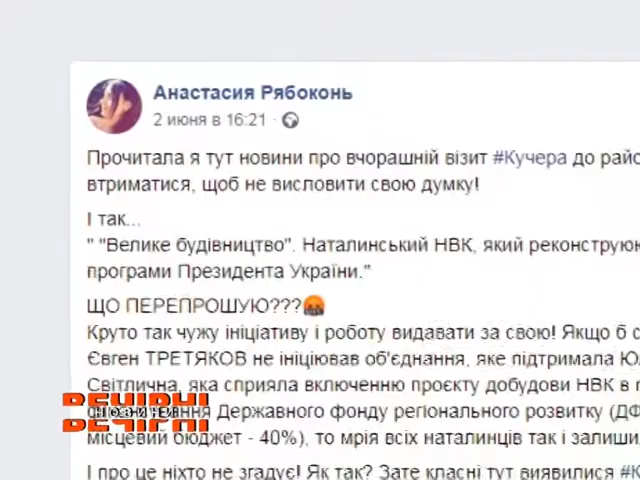 Анастасия Рябоконь
2 июня в 16:21 ·
Прочитала я тут новини про вчорашній візит #Кучера до
втриматися, щоб не висловити свою думку!
І так...
" "Велике будівництво". Наталинський НВК, який
програми Президента України."
ЩО ПЕРЕПРОШУЮ???
Круто так чужу ініціативу і роботу видавати за свою! Якщо б
Євген ТРЕТЯКОВ не ініціював об'єднання, яке підтримала
Світлична, яка сприяла включенню проєкту добудови НВК в
Державного фонду регіонального розвитку
місцевий бюджет - 40%), то мрія всіх наталинців так і
І про це ніхто не згадує! Як так? Зате класні тут виявилися
ВЕЧІРНІ
ВЕЧІРНІ